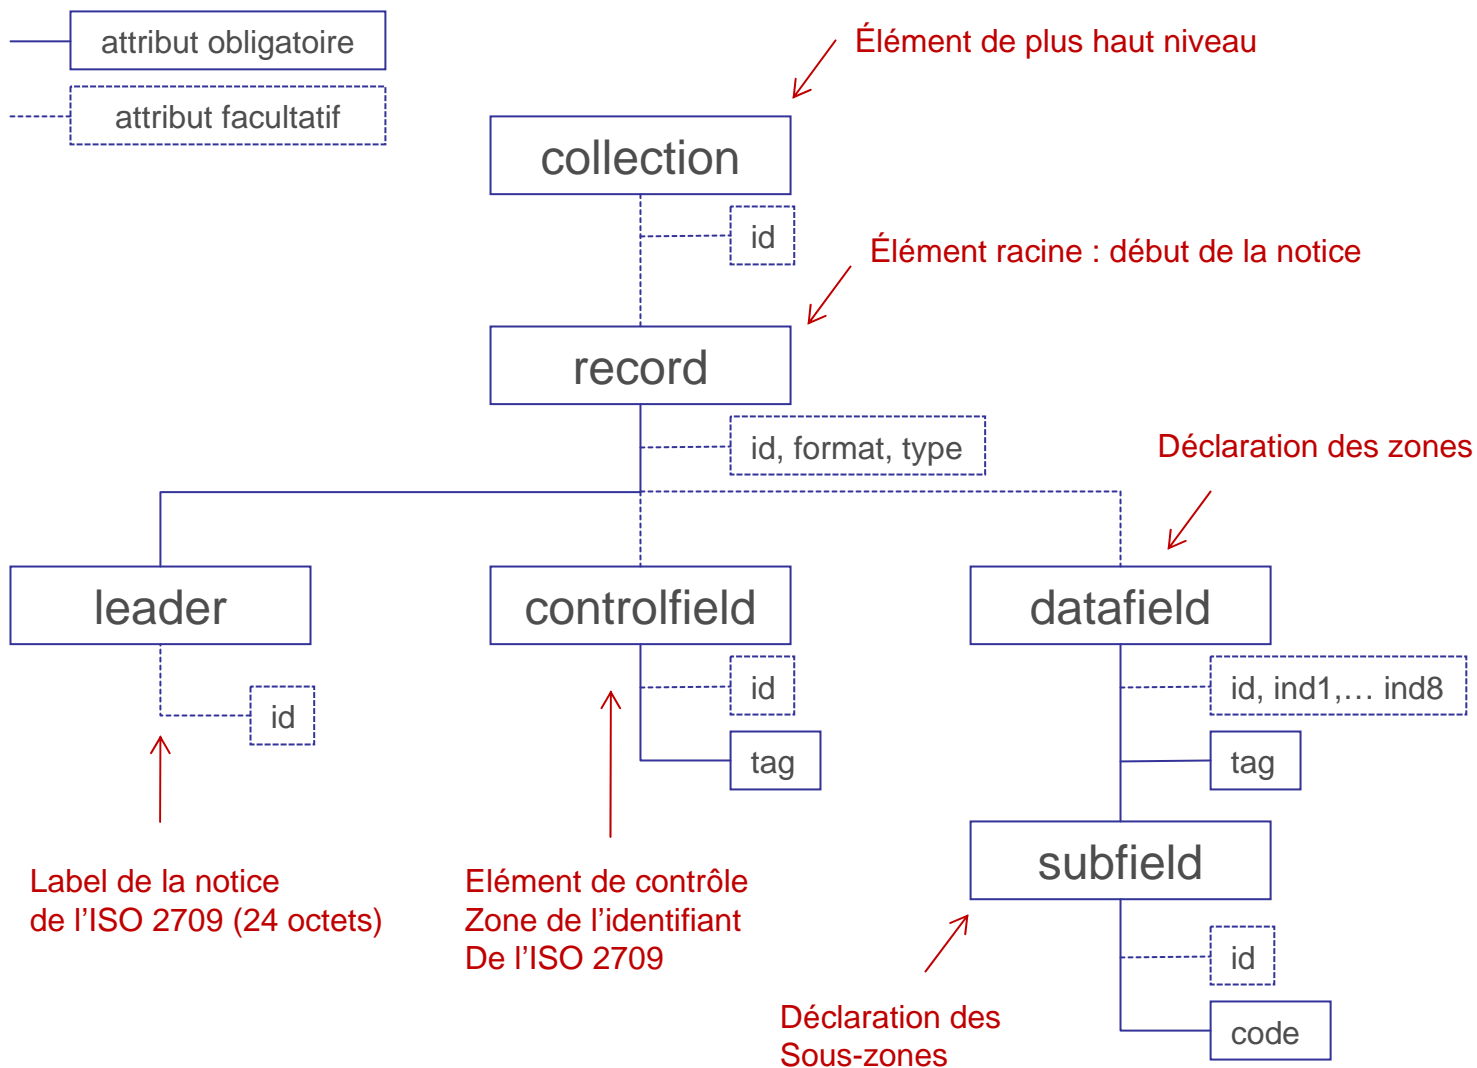 attribut obligatoire
Élément de plus haut niveau
attribut facultatif
collection
id
Élément racine : début de la notice
record
id, format, type
Déclaration des zones
leader
controlfield
datafield
id
id
id, ind1,… ind8
tag
tag
subfield
Label de la notice
de l’ISO 2709 (24 octets)
Elément de contrôle
Zone de l’identifiant
De l’ISO 2709
id
code
Déclaration des
Sous-zones